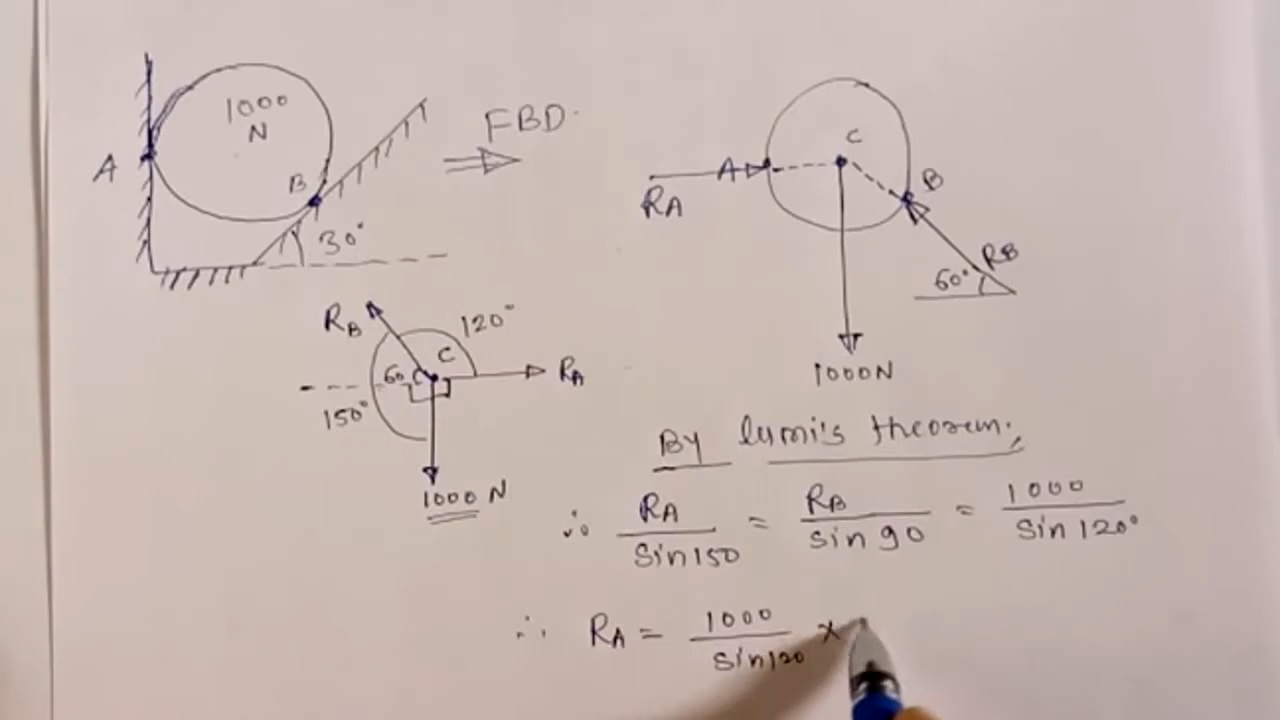 1000
N
A
B
30°
FBD.
C
A
B
RA
RB
60°
1000N
RB
120°
C
60
RA
150°
1000 N
By lumi's theorem.,
∴ RA/Sin150 = RB/sin 90 = 1000/Sin 120°
∴ RA = 1000/sin120 ×